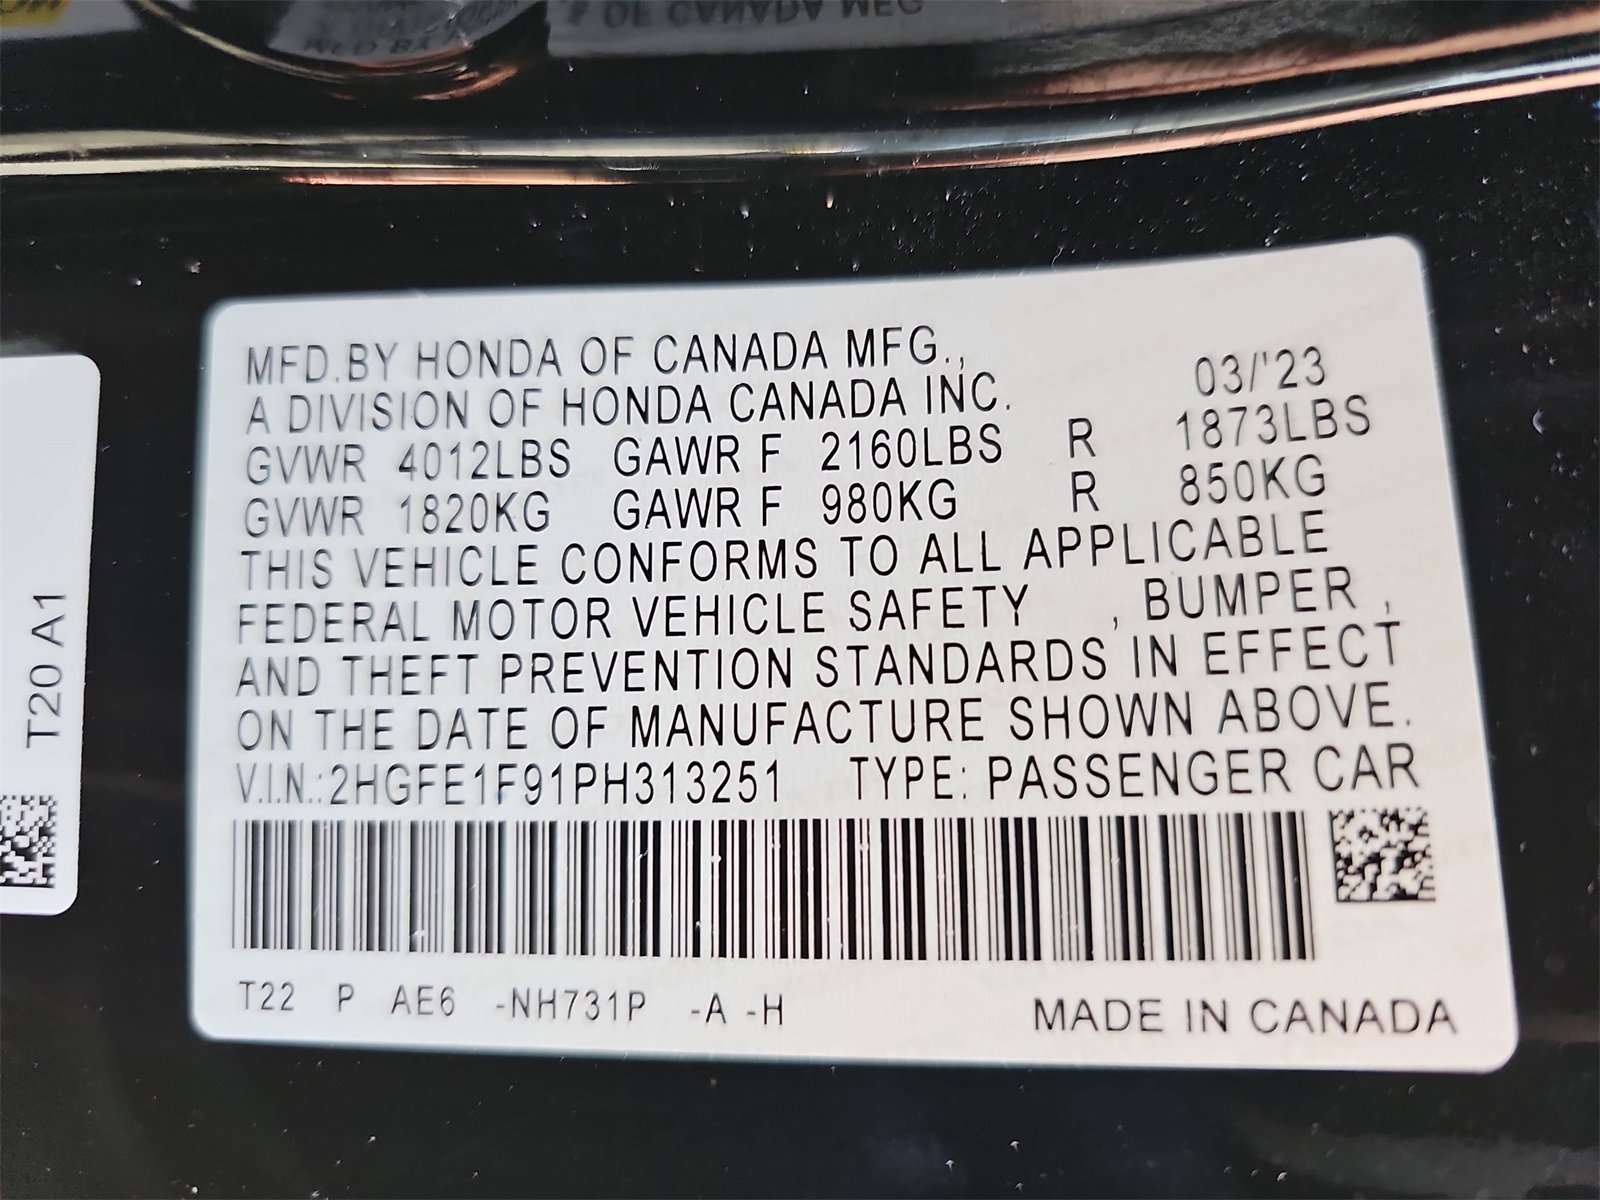 # OF CANADA MFG
MFD.BY HONDA OF CANADA MFG.,
A DIVISION OF HONDA CANADA INC. 03/'23
GVWR 4012LBS GAWR F 2160LBS R 1873LBS
GVWR 1820KG GAWR F 980KG R 850KG
THIS VEHICLE CONFORMS TO ALL APPLICABLE
FEDERAL MOTOR VEHICLE SAFETY , BUMPER ,
AND THEFT PREVENTION STANDARDS IN EFFECT
ON THE DATE OF MANUFACTURE SHOWN ABOVE.
V.I.N.:2HGFE1F91PH313251 TYPE: PASSENGER CAR
T22 P AE6 -NH731P -A -H
MADE IN CANADA
T20 A1